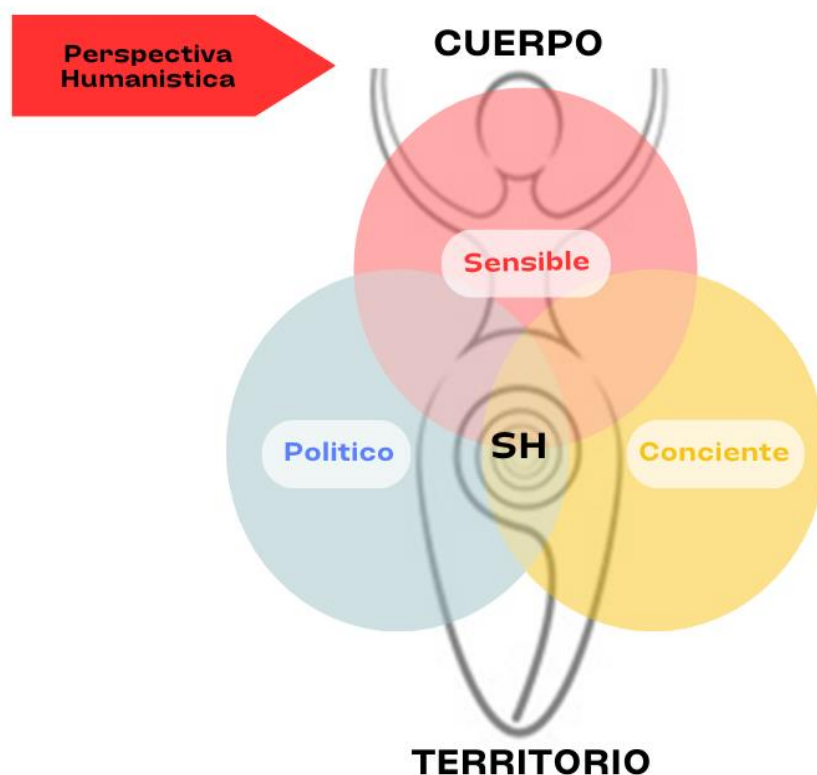 Perspectiva
Humanistica
CUERPO
Sensible
Politico
SH
Conciente
TERRITORIO